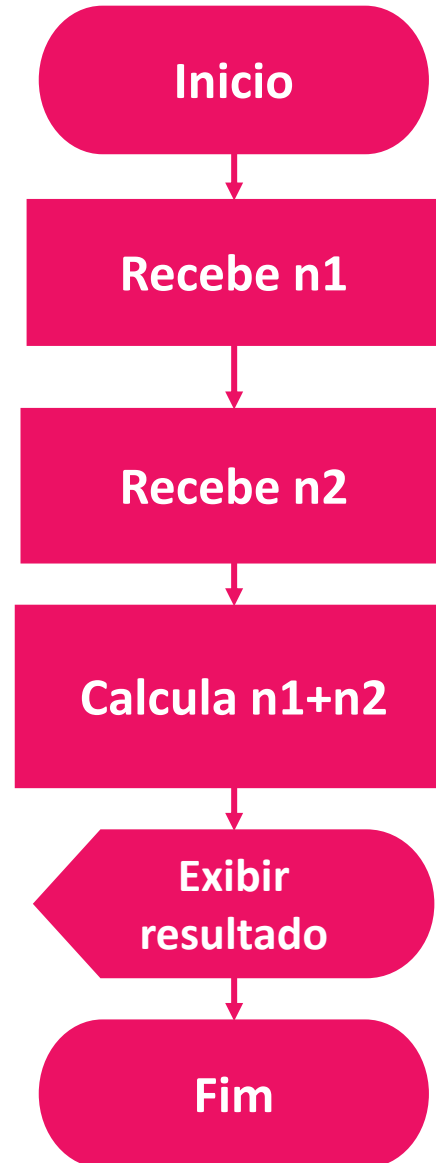 Inicio
Recebe n1
Recebe n2
Calcula n1+n2
Exibir
resultado
Fim